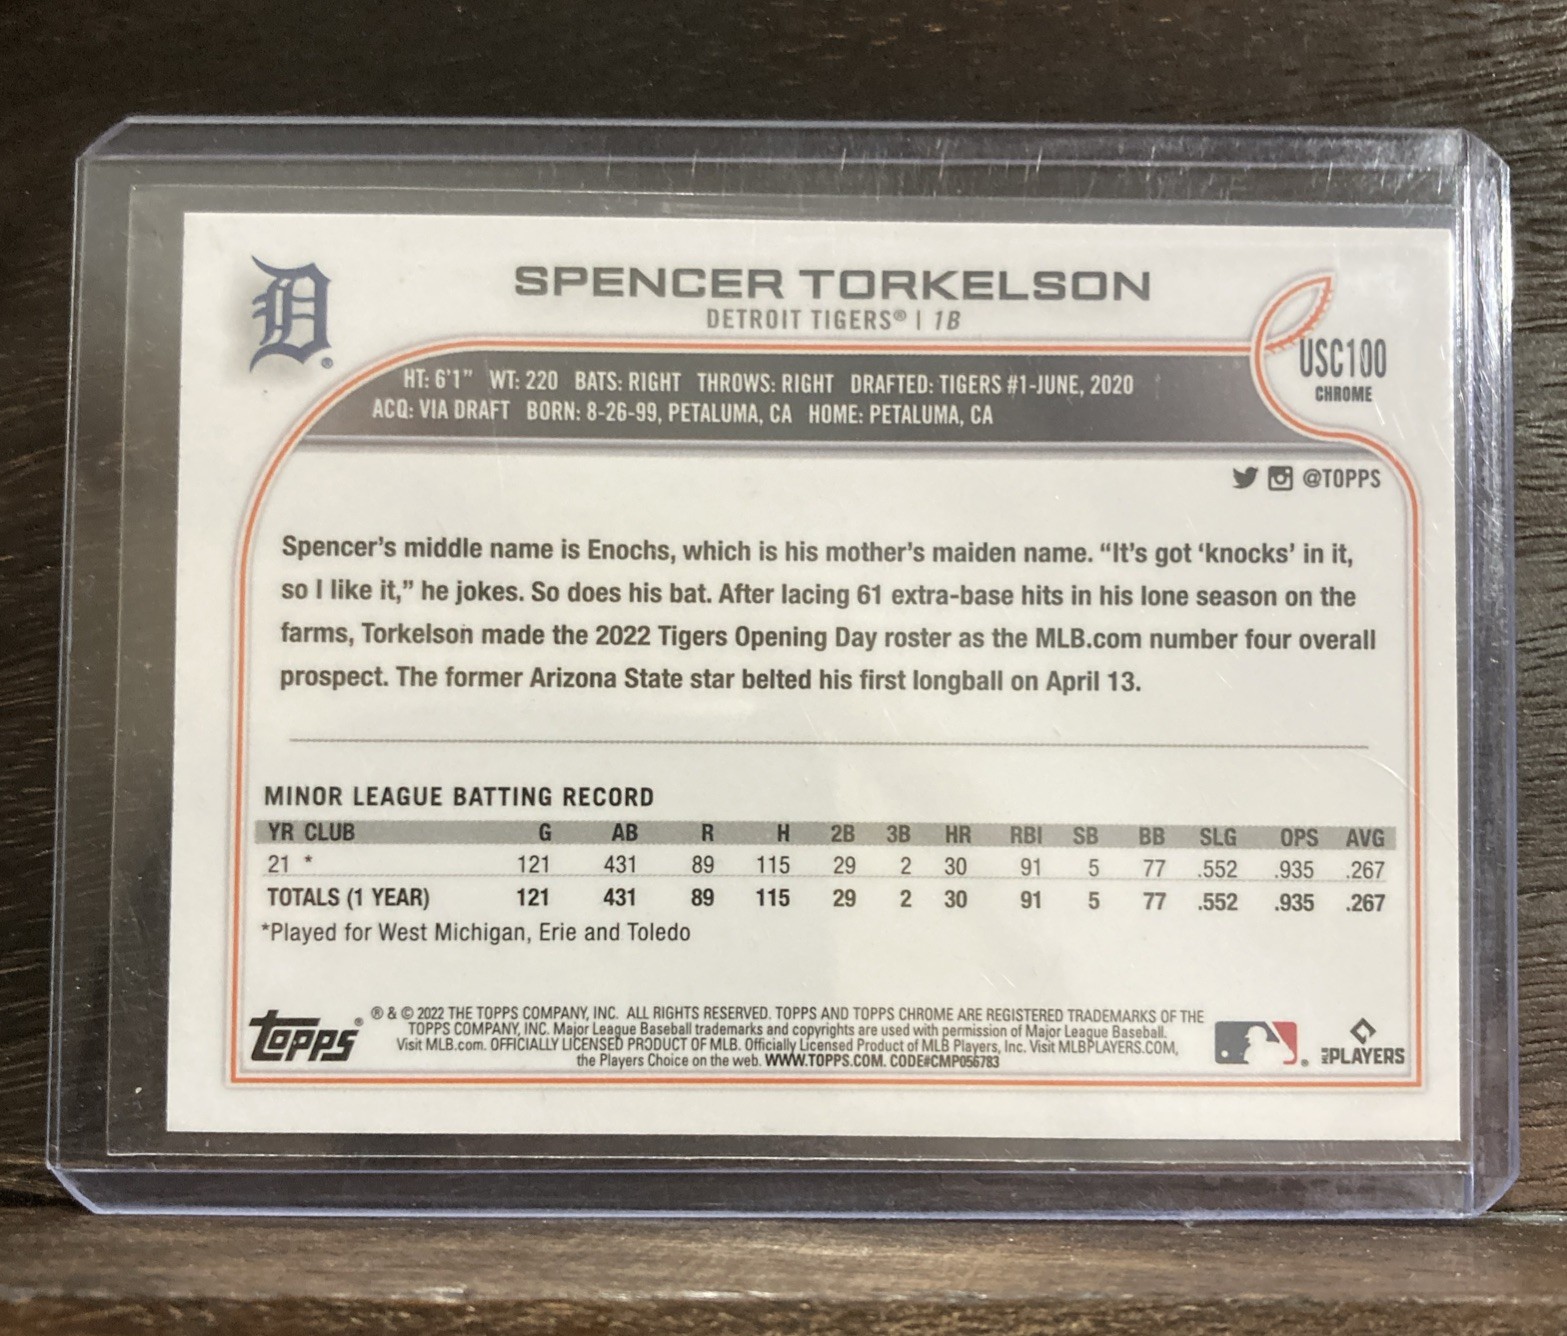 D
SPENCER TORKELSON
DETROIT TIGERS® | 1B
USC100
CHROME
HT: 6'1" WT: 220 BATS: RIGHT THROWS: RIGHT DRAFTED: TIGERS #1-JUNE, 2020
ACQ: VIA DRAFT BORN: 8-26-99, PETALUMA, CA HOME: PETALUMA, CA
@TOPPS
Spencer's middle name is Enochs, which is his mother's maiden name. “It's got ‘knocks’ in it,
so I like it,” he jokes. So does his bat. After lacing 61 extra-base hits in his lone season on the
farms, Torkelson made the 2022 Tigers Opening Day roster as the MLB.com number four overall
prospect. The former Arizona State star belted his first longball on April 13.
MINOR LEAGUE BATTING RECORD
YR CLUB G AB R H 2B 3B HR RBI SB BB SLG OPS AVG
21 * 121 431 89 115 29 2 30 91 5 77 .552 .935 .267
TOTALS (1 YEAR) 121 431 89 115 29 2 30 91 5 77 .552 .935 .267
*Played for West Michigan, Erie and Toledo
TOPPS®
® & © 2022 THE TOPPS COMPANY, INC. ALL RIGHTS RESERVED. TOPPS AND TOPPS CHROME ARE REGISTERED TRADEMARKS OF THE
TOPPS COMPANY, INC. Major League Baseball trademarks and copyrights are used with permission of Major League Baseball.
Visit MLB.com. OFFICIALLY LICENSED PRODUCT OF MLB. Officially Licensed Product of MLB Players, Inc. Visit MLBPLAYERS.COM,
the Players Choice on the web. WWW.TOPPS.COM. CODE#CMP056783
MLB PLAYERS